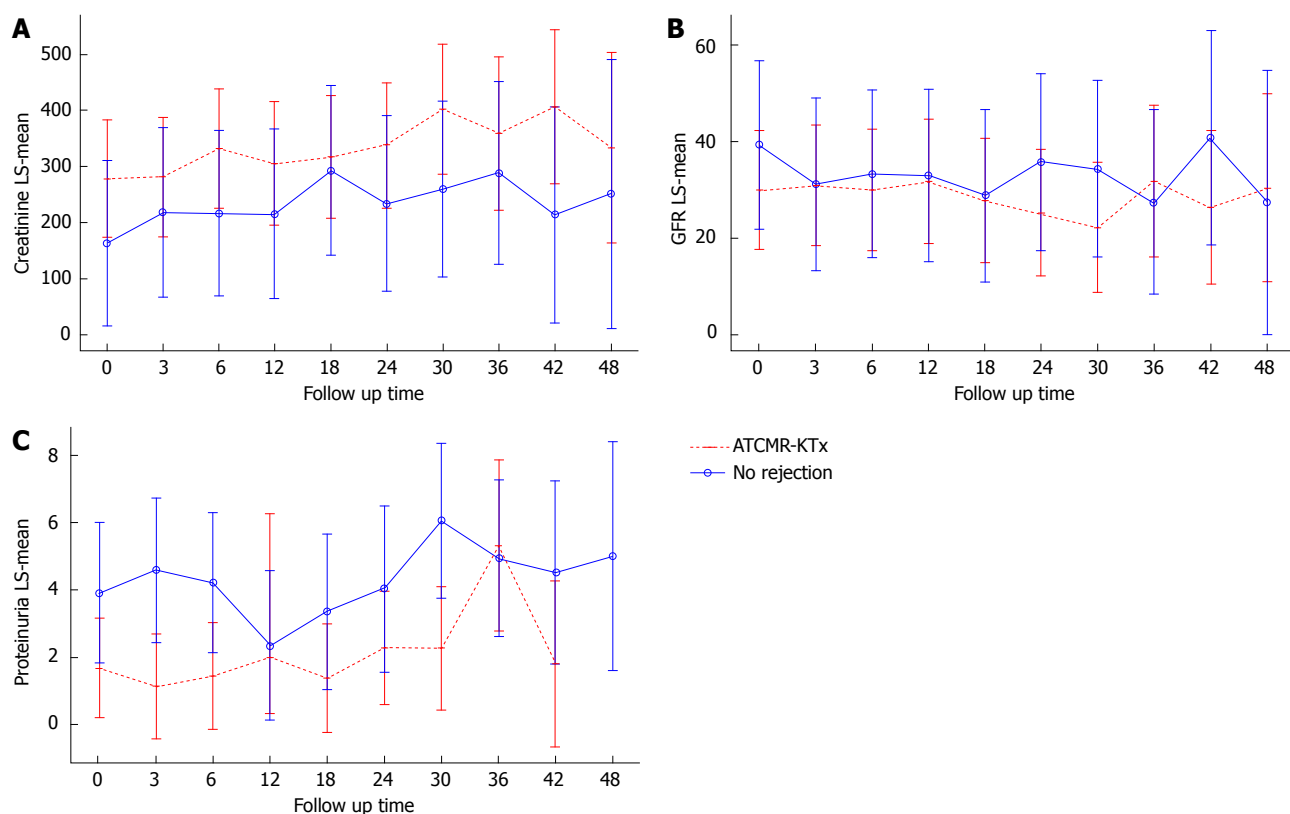 A
Creatinine LS-mean
500
400
300
200
100
0
0 3 6 12 18 24 30 36 42 48
Follow up time
B
GFR LS-mean
60
40
20
0
0 3 6 12 18 24 30 36 42 48
Follow up time
C
Proteinuria LS-mean
8
6
4
2
0
0 3 6 12 18 24 30 36 42 48
Follow up time
ATCMR-KTx
No rejection